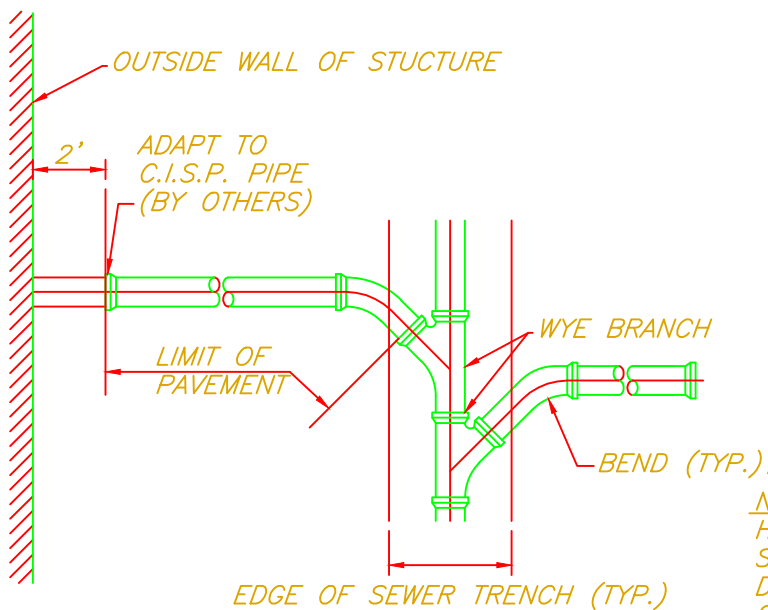 OUTSIDE WALL OF STUCTURE
2'
ADAPT TO
C.I.S.P. PIPE
(BY OTHERS)
WYE BRANCH
LIMIT OF
PAVEMENT
BEND (TYP.)
EDGE OF SEWER TRENCH (TYP.)